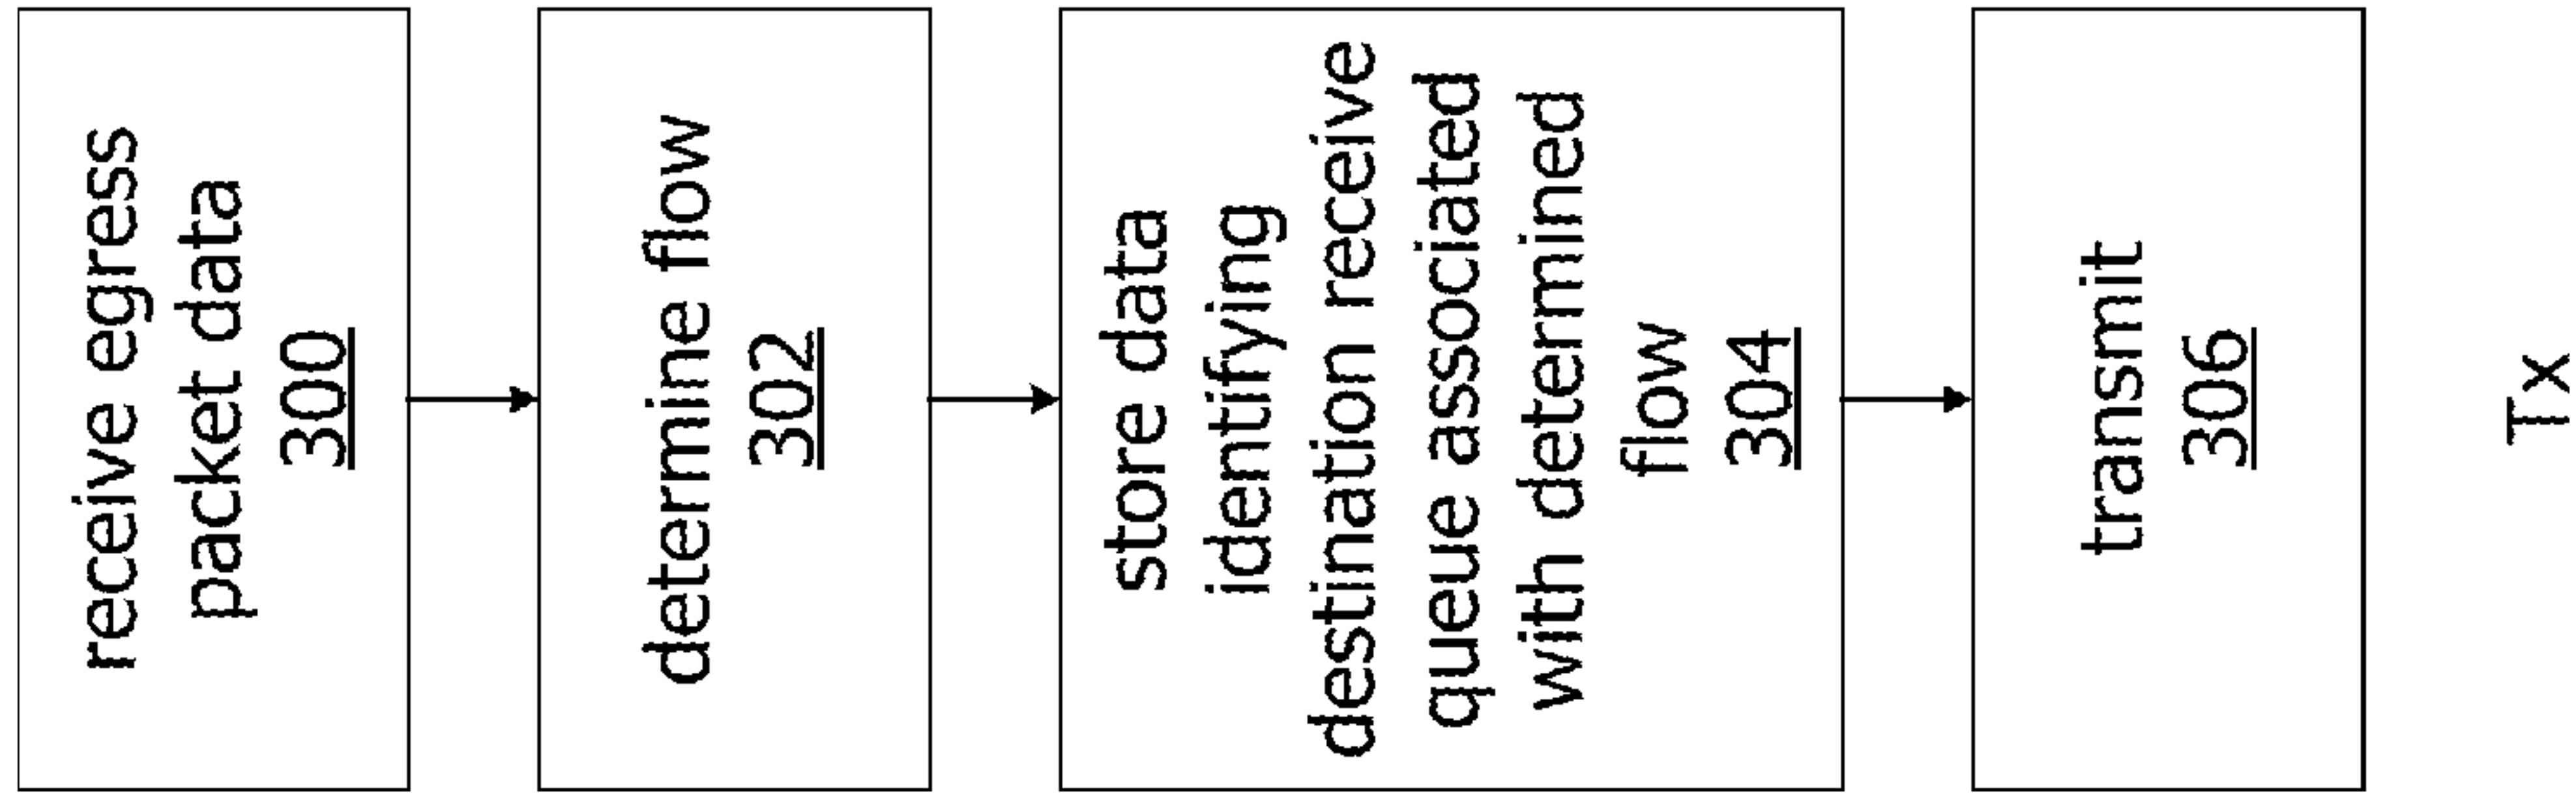 receive egress
packet data
300
determine flow
302
store data
identifying
destination receive
queue associated
with determined
flow
304
transmit
306
Tx